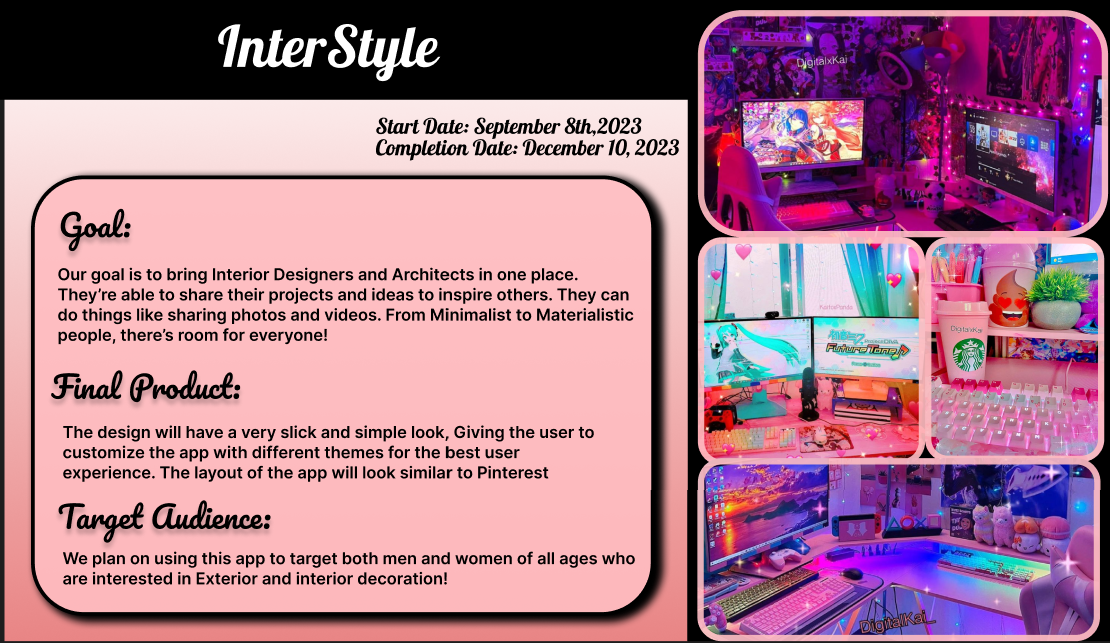 InterStyle
Start Date: September 8th,2023
Completion Date: December 10, 2023
Goal:
Our goal is to bring Interior Designers and Architects in one place.
They’re able to share their projects and ideas to inspire others. They can
do things like sharing photos and videos. From Minimalist to Materialistic
people, there’s room for everyone!
Final Product:
The design will have a very slick and simple look, Giving the user to
customize the app with different themes for the best user
experience. The layout of the app will look similar to Pinterest
Target Audience:
We plan on using this app to target both men and women of all ages who
are interested in Exterior and interior decoration!
DigitalxKai
Future Tone
DigitalxKai
DigitalKai_